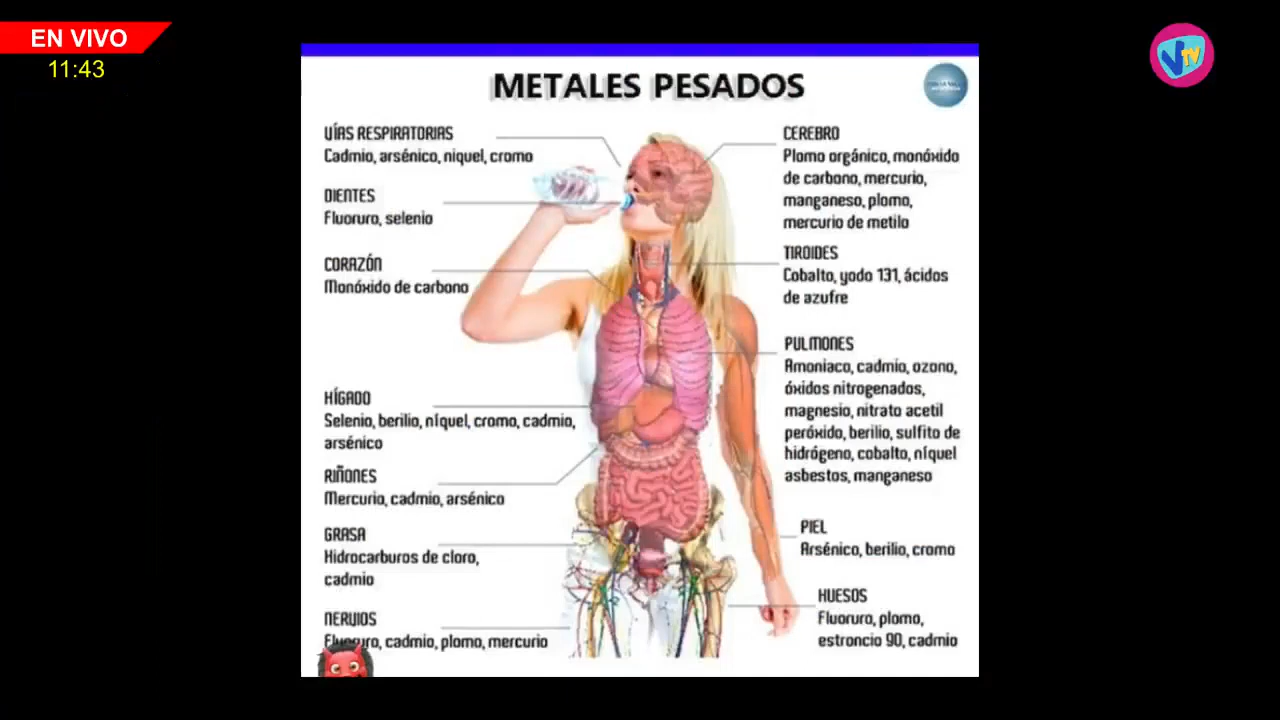 EN VIVO
11:43
VTV
METALES PESADOS
VÍAS RESPIRATORIAS
Cadmio, arsénico, niquel, cromo
DIENTES
Fluoruro, selenio
CORAZÓN
Monóxido de carbono
HÍGADO
Selenio, berilio, níquel, cromo, cadmio,
arsénico
RIÑONES
Mercurio, cadmio, arsénico
GRASA
Hidrocarburos de cloro,
cadmio
NERVIOS
Fluoruro, cadmio, plomo, mercurio
CEREBRO
Plomo orgánico, monóxido
de carbono, mercurio,
manganeso, plomo,
mercurio de metilo
TIROIDES
Cobalto, yodo 131, ácidos
de azufre
PULMONES
Amoniaco, cadmio, ozono,
óxidos nitrogenados,
magnesio, nitrato acetil
peróxido, berilio, sulfito de
hidrógeno, cobalto, níquel
asbestos, manganeso
PIEL
Arsénico, berilio, cromo
HUESOS
Fluoruro, plomo,
estroncio 90, cadmio